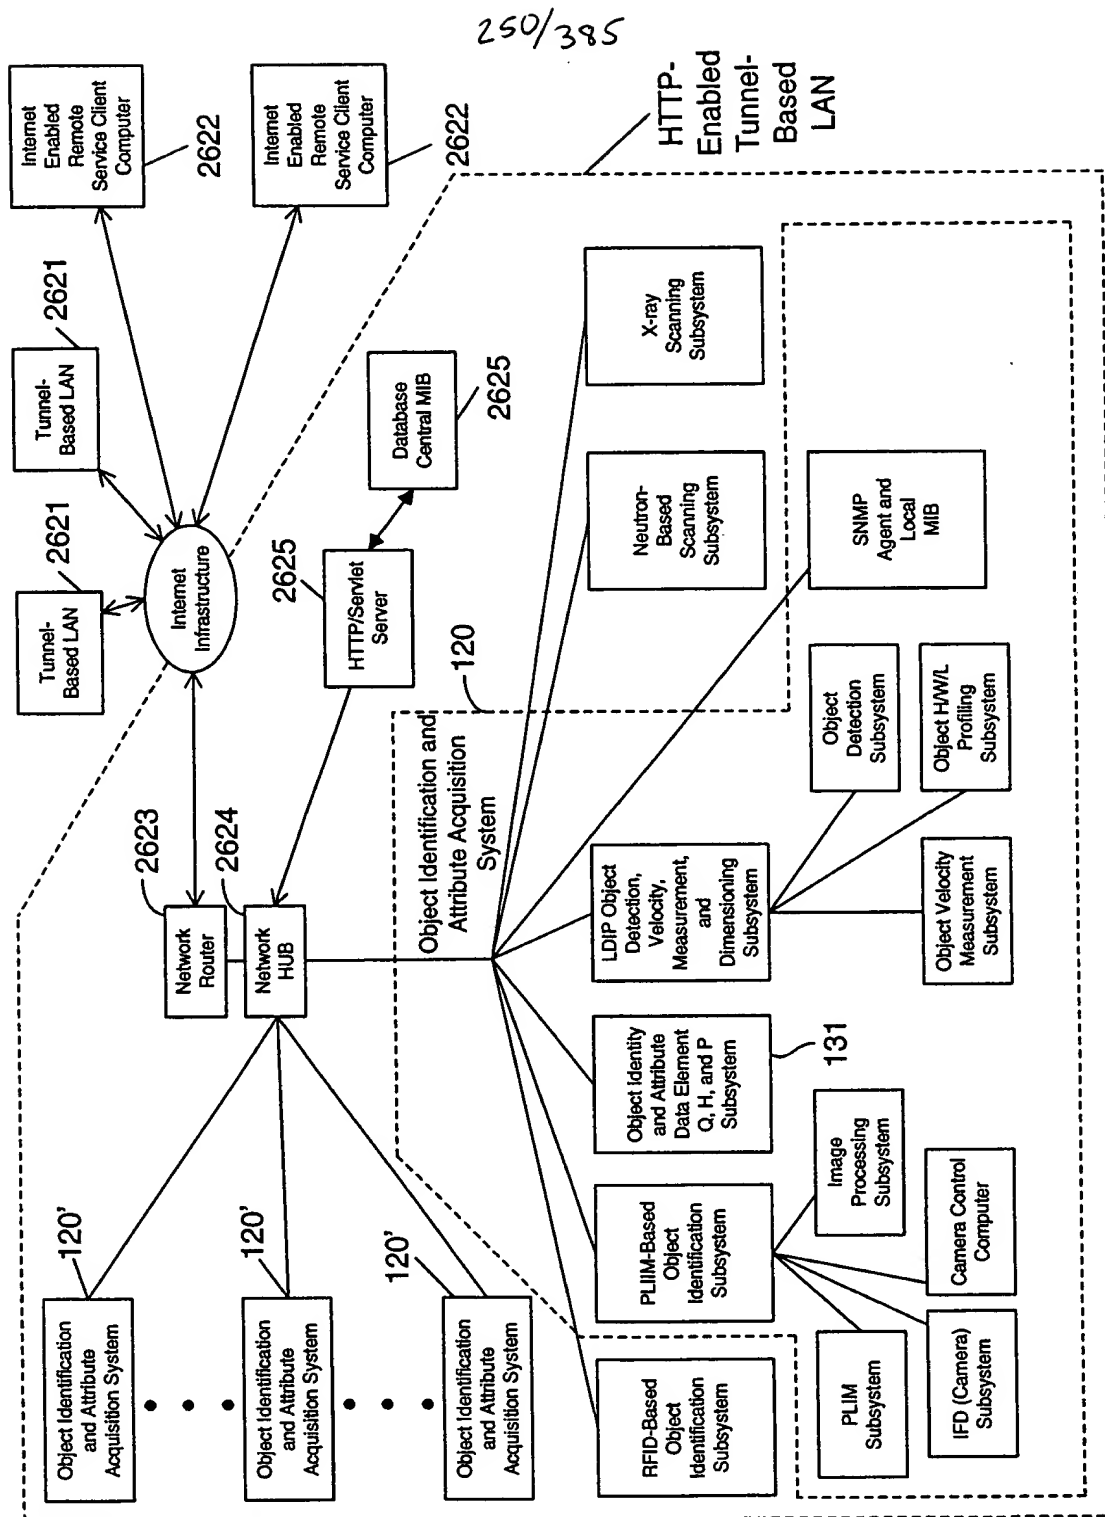 250/385
Internet
Enabled
Remote
Service Client
Computer
2622
Internet
Enabled
Remote
Service Client
Computer
2622
HTTP-
Enabled
Tunnel-
Based
LAN
Tunnel-
Based LAN
2621
Tunnel-
Based LAN
2621
Internet
Infrastructure
Database
Central MIB
2625
HTTP/Servlet
Server
2625
Network
Router
2623
Network
HUB
2624
Object Identification and Attribute
Acquisition System
120'
Object Identification
and Attribute
Acquisition System
120'
Object Identification
and Attribute
Acquisition System
120'
Object Identification and
Attribute Acquisition
System
120
X-ray
Scanning
Subsystem
Neutron-
Based
Scanning
Subsystem
SNMP
Agent and
Local
MIB
LDIP Object
Detection,
Velocity,
Measurement,
and
Dimensioning
Subsystem
Object
Detection
Subsystem
Object H/W/L
Profiling
Subsystem
Object Velocity
Measurement
Subsystem
Object Identity
and Attribute
Data Element
Q, H, and P
Subsystem
131
PLIIM-Based
Object
Identification
Subsystem
Image
Processing
Subsystem
Camera Control
Computer
IFD (Camera)
Subsystem
PLIM
Subsystem
RFID-Based
Object
Identification
Subsystem